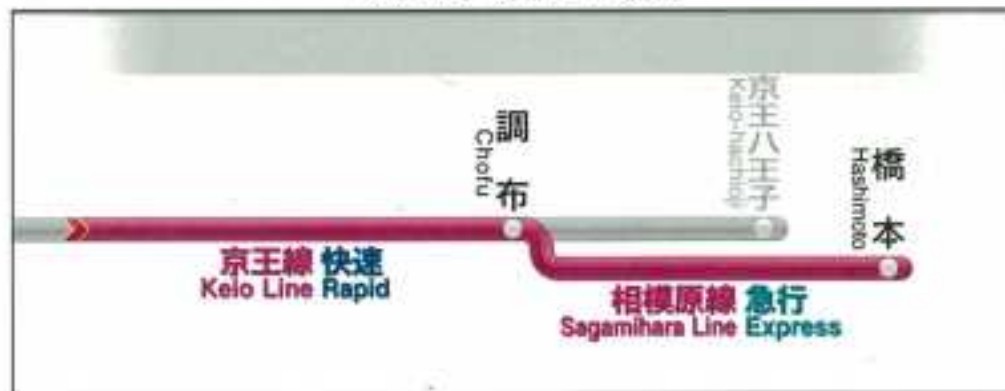 調布
Chofu
京王八王子
Keio-hachioji
橋本
Hashimoto
京王線 快速
Keio Line Rapid
相模原線 急行
Sagamihara Line Express